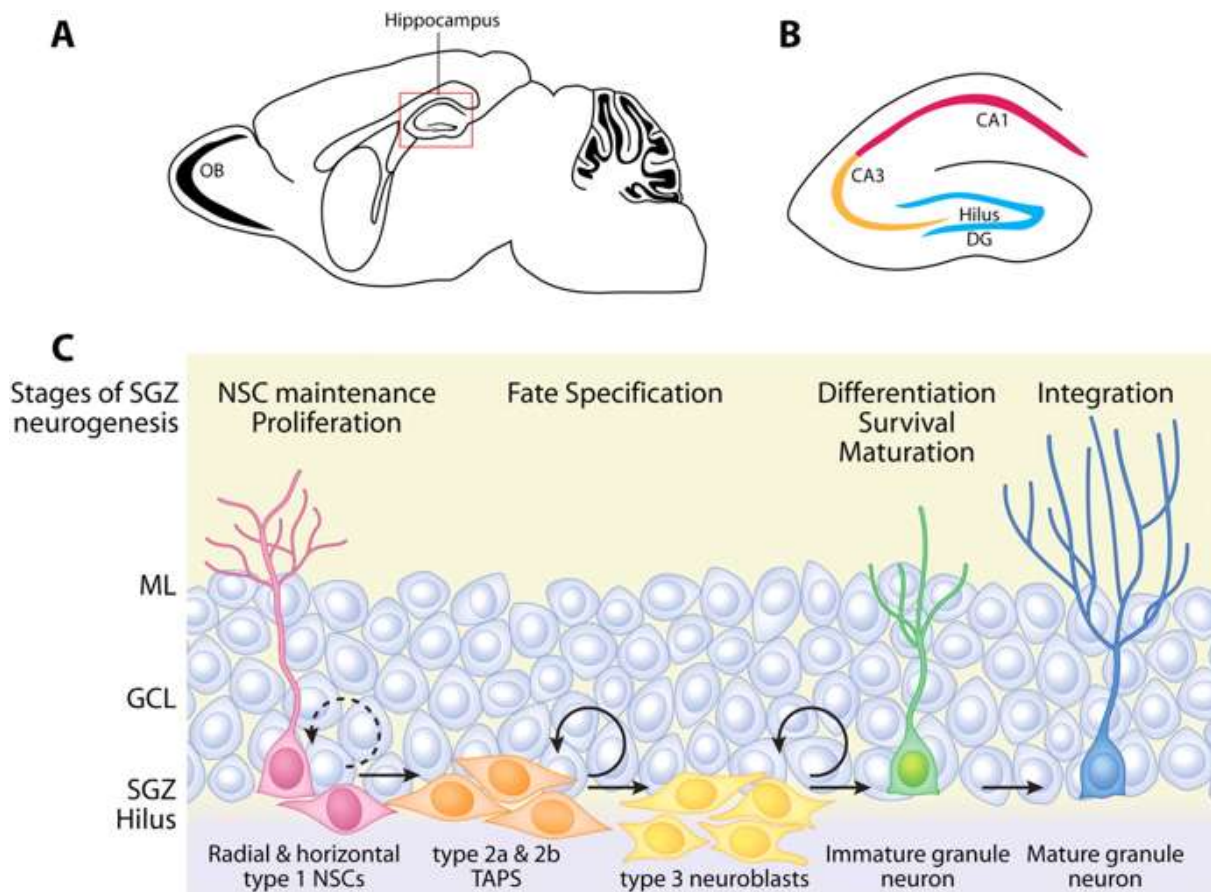 A
Hippocampus
OB
B
CA1
CA3
Hilus
DG
C
Stages of SGZ
neurogenesis
NSC maintenance
Proliferation
Fate Specification
Differentiation
Survival
Maturation
Integration
ML
GCL
SGZ
Hilus
Radial & horizontal
type 1 NSCs
type 2a & 2b
TAPS
type 3 neuroblasts
Immature granule
neuron
Mature granule
neuron